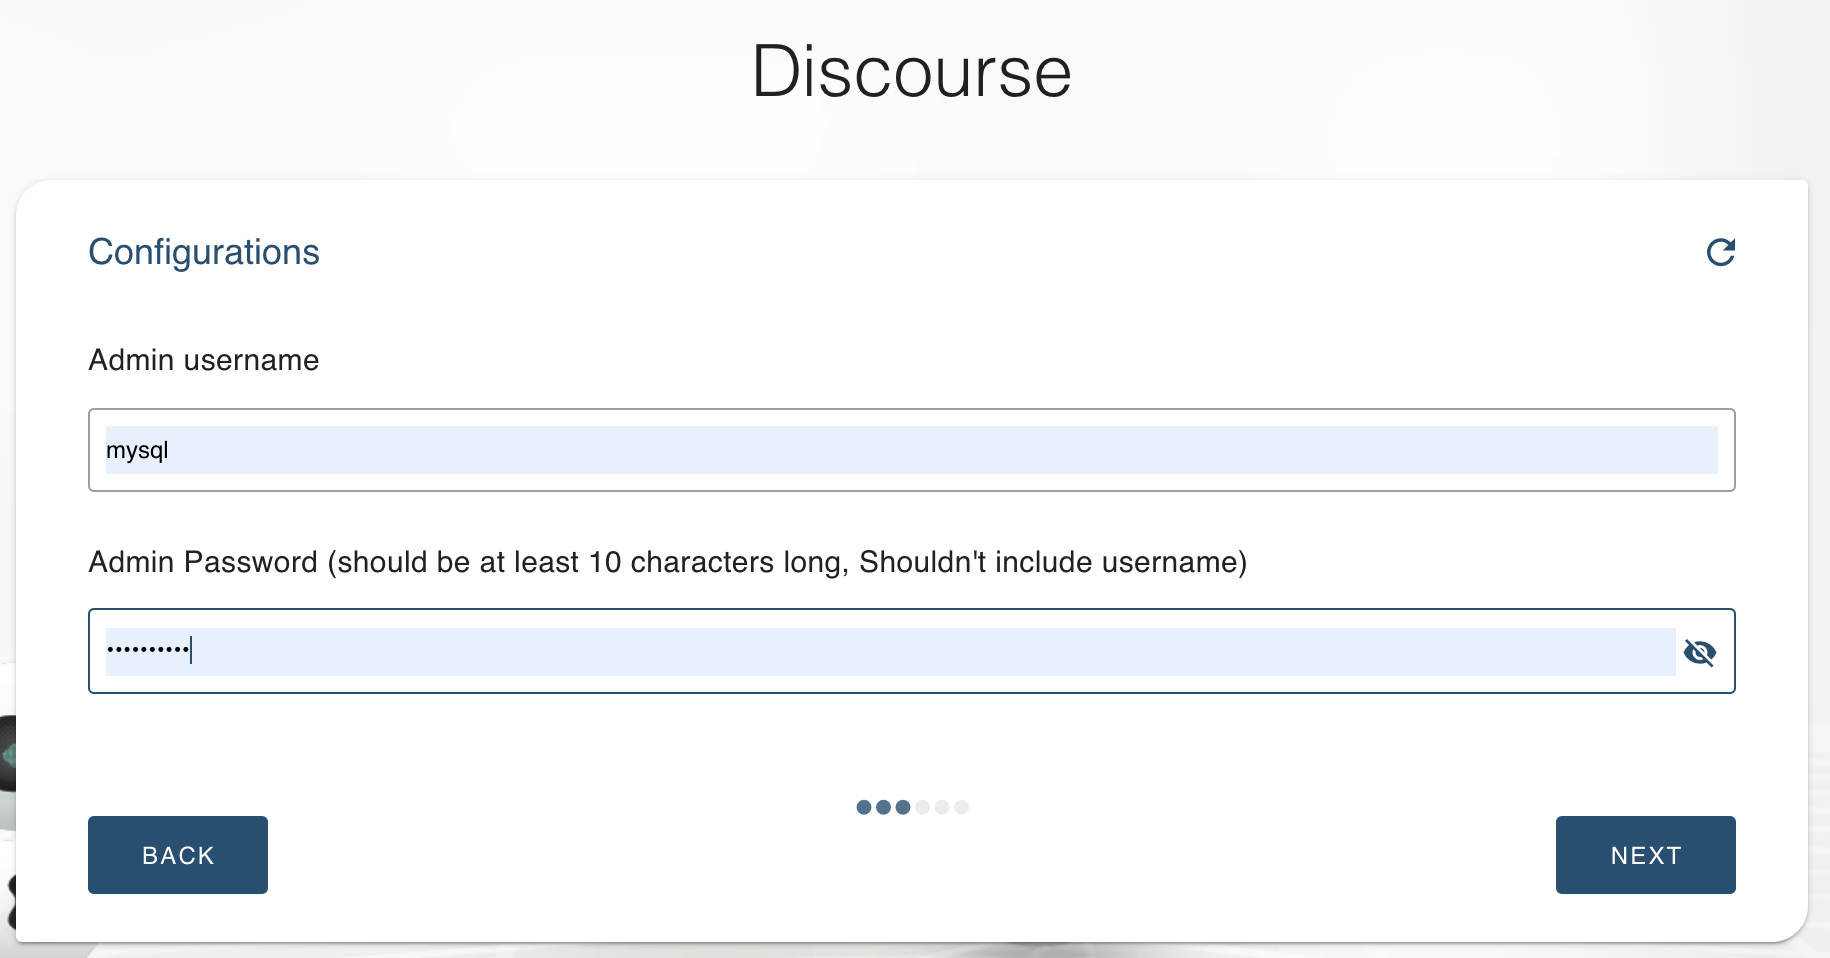 Discourse
Configurations
Admin username
mysql
Admin Password (should be at least 10 characters long, Shouldn't include username)
••••••••••
BACK
NEXT